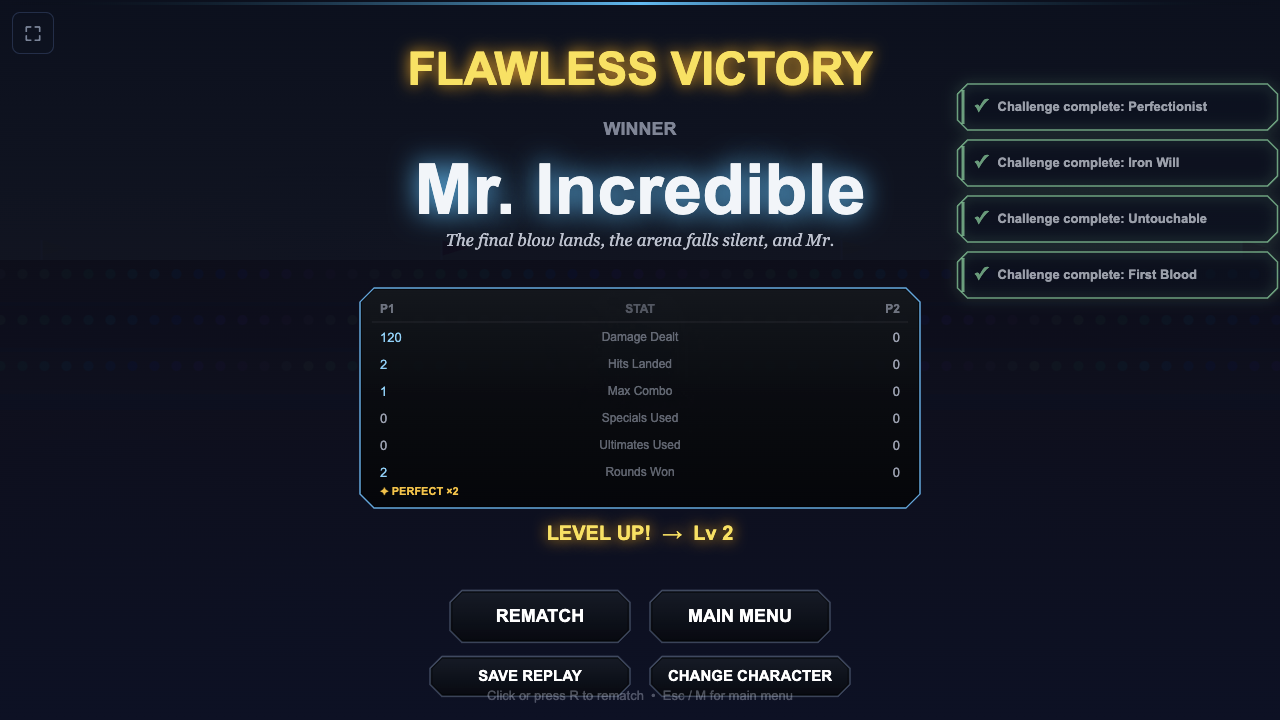 FLAWLESS VICTORY
WINNER
Mr. Incredible
The final blow lands, the arena falls silent, and Mr.
✓ Challenge complete: Perfectionist
✓ Challenge complete: Iron Will
✓ Challenge complete: Untouchable
✓ Challenge complete: First Blood
P1 STAT P2
120 Damage Dealt 0
2 Hits Landed 0
1 Max Combo 0
0 Specials Used 0
0 Ultimates Used 0
2 Rounds Won 0
✦ PERFECT ×2
LEVEL UP! → Lv 2
REMATCH MAIN MENU
SAVE REPLAY CHANGE CHARACTER
Click or press R to rematch • Esc / M for main menu